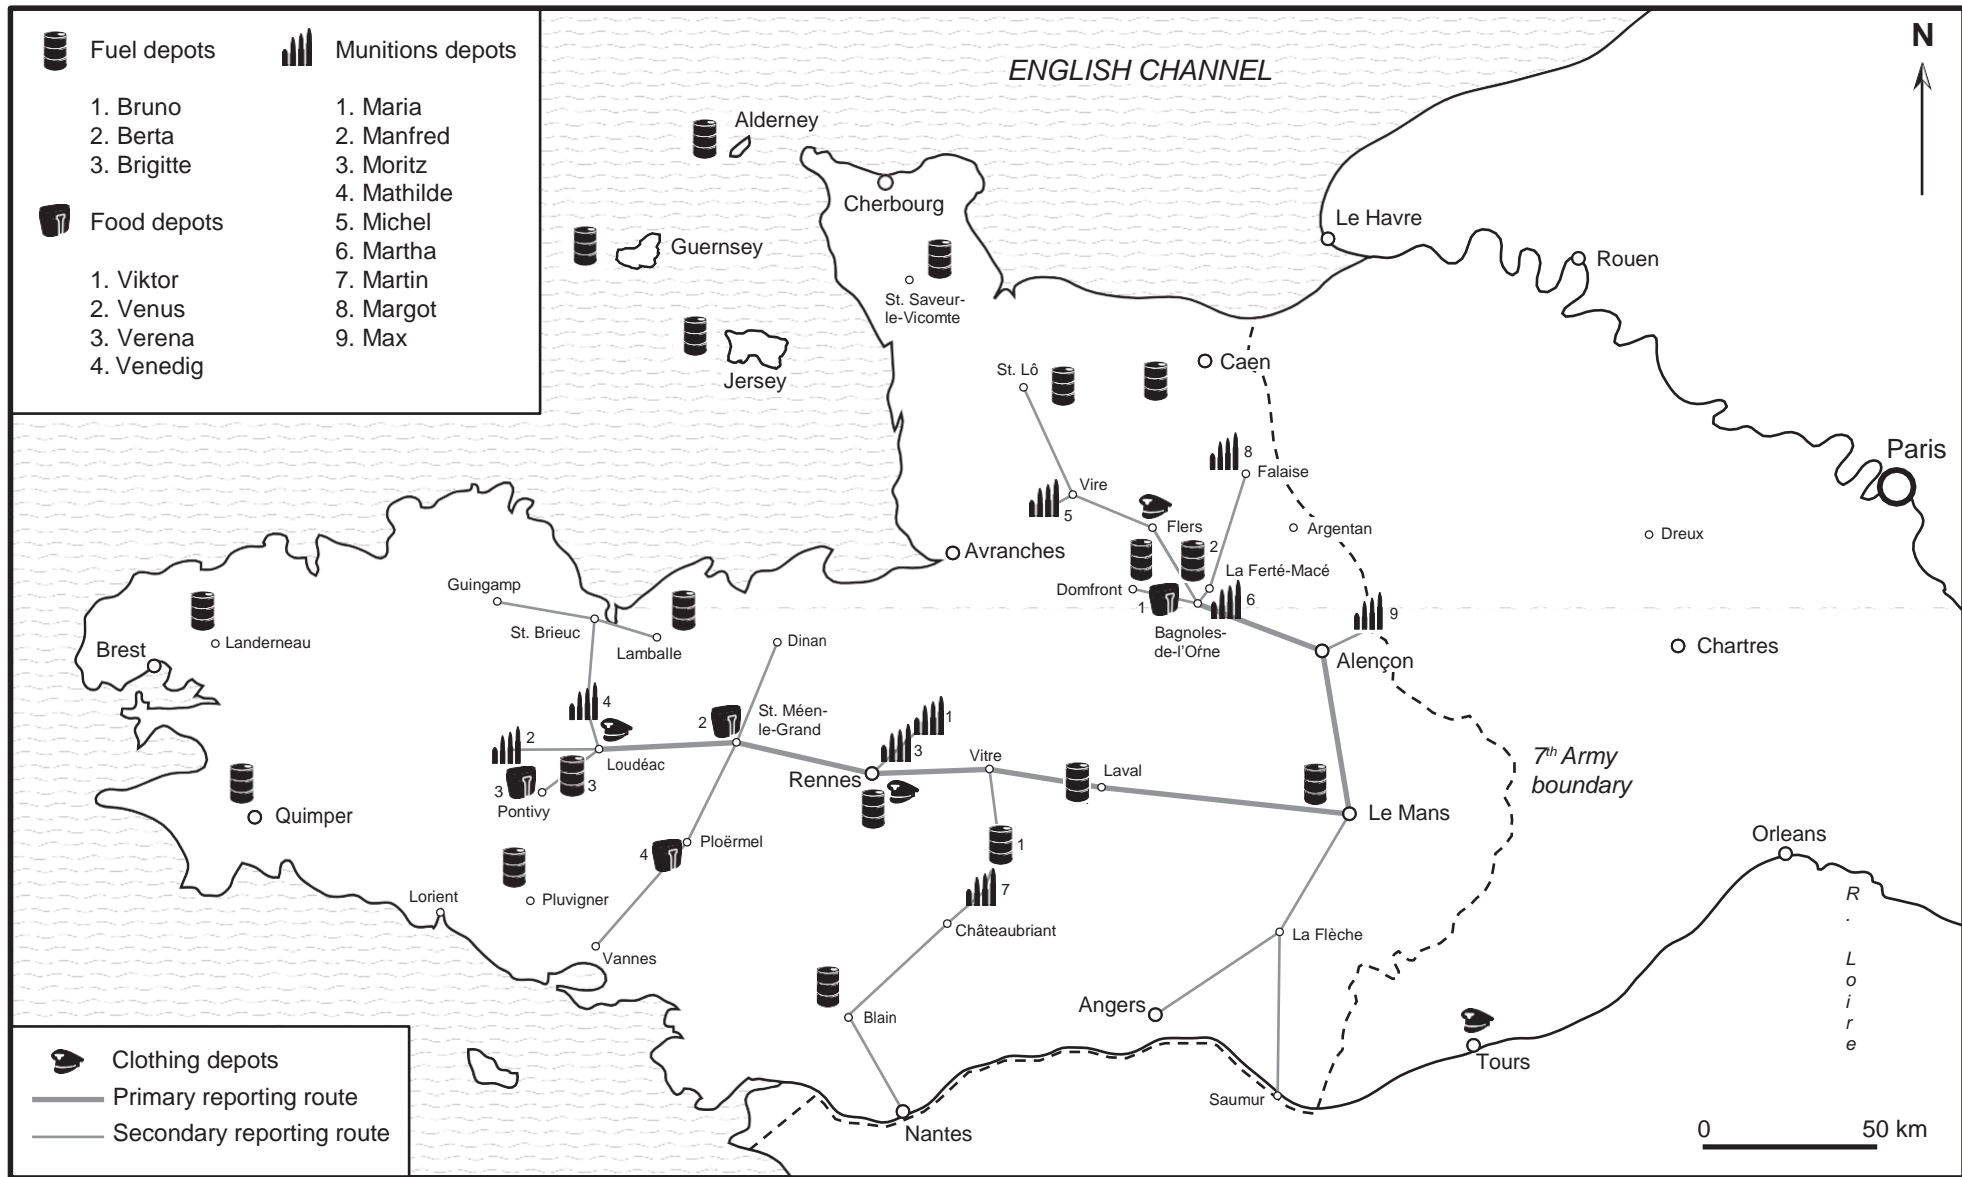 Fuel depots
1. Bruno
2. Berta
3. Brigitte
Food depots
1. Viktor
2. Venus
3. Verena
4. Venedig
Munitions depots
1. Maria
2. Manfred
3. Moritz
4. Mathilde
5. Michel
6. Martha
7. Martin
8. Margot
9. Max
ENGLISH CHANNEL
N
Alderney
Cherbourg
Guernsey
Le Havre
Rouen
St. Saveur-
le-Vicomte
Jersey
Caen
St. Lô
Paris
8
Falaise
Vire
5
Flers
Argentan
Dreux
Avranches
2
La Ferté-Macé
Domfront
1
6
9
Bagnoles-
de-l'Orne
Alençon
Chartres
Guingamp
St. Brieuc
Lamballe
Dinan
Landerneau
Brest
4
2
St. Méen-
le-Grand
1
3
2
Loudéac
Rennes
Vitre
Laval
7th Army
boundary
3
Pontivy
3
Le Mans
Quimper
Ploërmel
4
1
Orleans
7
Pluvigner
Lorient
Châteaubriant
La Flèche
Vannes
R. Loire
Angers
Blain
Tours
Saumur
Nantes
Clothing depots
Primary reporting route
Secondary reporting route
0 50 km